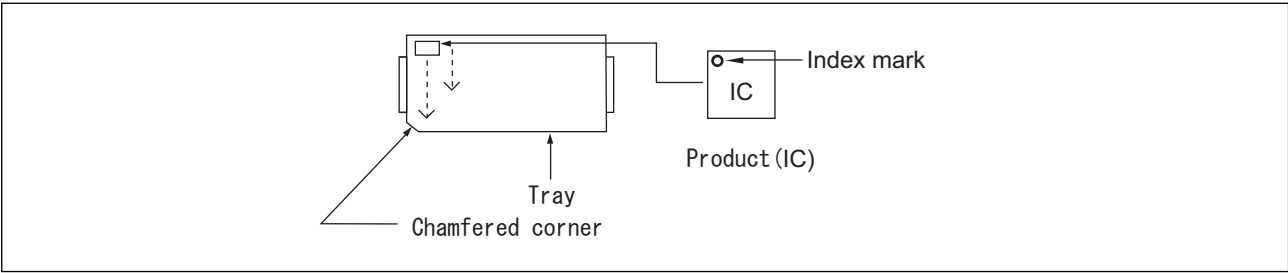 Index mark
IC
Product(IC)
Tray
Chamfered corner